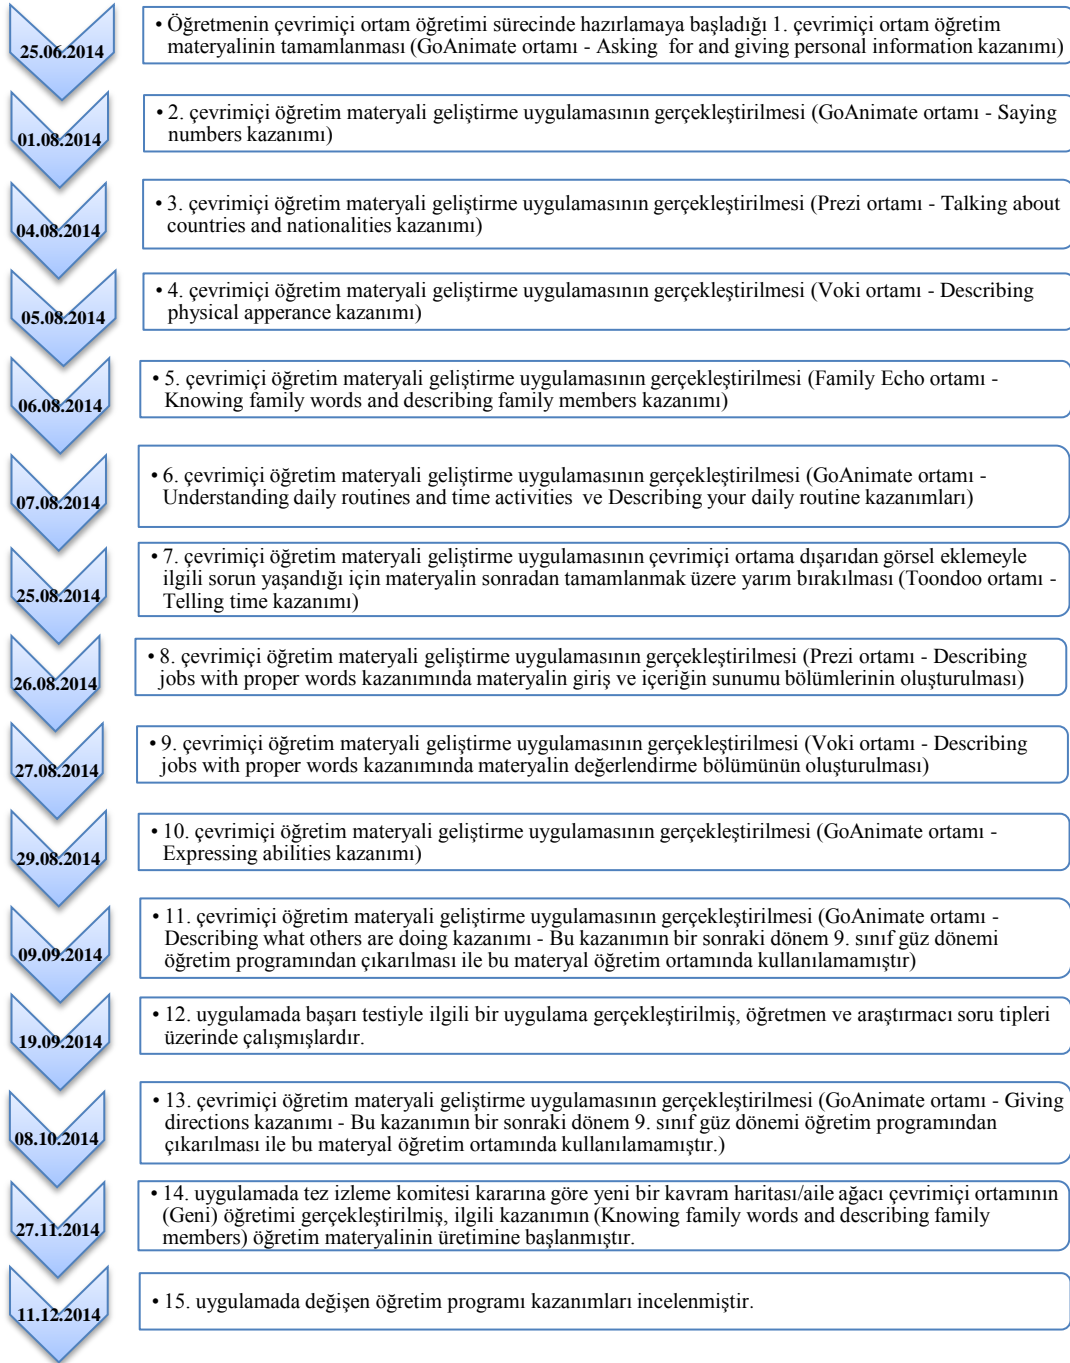 25.06.2014
• Öğretmenin çevrimiçi ortam öğretimi sürecinde hazırlamaya başladığı 1. çevrimiçi ortam öğretim
materyalinin tamamlanması (GoAnimate ortamı - Asking for and giving personal information kazanımı)
01.08.2014
• 2. çevrimiçi öğretim materyali geliştirme uygulamasının gerçekleştirilmesi (GoAnimate ortamı - Saying
numbers kazanımı)
04.08.2014
• 3. çevrimiçi öğretim materyali geliştirme uygulamasının gerçekleştirilmesi (Prezi ortamı - Talking about
countries and nationalities kazanımı)
05.08.2014
• 4. çevrimiçi öğretim materyali geliştirme uygulamasının gerçekleştirilmesi (Voki ortamı - Describing
physical apperance kazanımı)
06.08.2014
• 5. çevrimiçi öğretim materyali geliştirme uygulamasının gerçekleştirilmesi (Family Echo ortamı -
Knowing family words and describing family members kazanımı)
07.08.2014
• 6. çevrimiçi öğretim materyali geliştirme uygulamasının gerçekleştirilmesi (GoAnimate ortamı -
Understanding daily routines and time activities ve Describing your daily routine kazanımları)
25.08.2014
• 7. çevrimiçi öğretim materyali geliştirme uygulamasının çevrimiçi ortama dışarıdan görsel eklemeyle
ilgili sorun yaşandığı için materyalin sonradan tamamlanmak üzere yarım bırakılması (Toondoo ortamı -
Telling time kazanımı)
26.08.2014
• 8. çevrimiçi öğretim materyali geliştirme uygulamasının gerçekleştirilmesi (Prezi ortamı - Describing
jobs with proper words kazanımında materyalin giriş ve içeriğin sunumu bölümlerinin oluşturulması)
27.08.2014
• 9. çevrimiçi öğretim materyali geliştirme uygulamasının gerçekleştirilmesi (Voki ortamı - Describing
jobs with proper words kazanımında materyalin değerlendirme bölümünün oluşturulması)
29.08.2014
• 10. çevrimiçi öğretim materyali geliştirme uygulamasının gerçekleştirilmesi (GoAnimate ortamı -
Expressing abilities kazanımı)
09.09.2014
• 11. çevrimiçi öğretim materyali geliştirme uygulamasının gerçekleştirilmesi (GoAnimate ortamı -
Describing what others are doing kazanımı - Bu kazanımın bir sonraki dönem 9. sınıf güz dönemi
öğretim programından çıkarılması ile bu materyal öğretim ortamında kullanılamamıştır)
19.09.2014
• 12. uygulamada başarı testiyle ilgili bir uygulama gerçekleştirilmiş, öğretmen ve araştırmacı soru tipleri
üzerinde çalışmışlardır.
08.10.2014
• 13. çevrimiçi öğretim materyali geliştirme uygulamasının gerçekleştirilmesi (GoAnimate ortamı - Giving
directions kazanımı - Bu kazanımın bir sonraki dönem 9. sınıf güz dönemi öğretim programından
çıkarılması ile bu materyal öğretim ortamında kullanılamamıştır.)
27.11.2014
• 14. uygulamada tez izleme komitesi kararına göre yeni bir kavram haritası/aile ağacı çevrimiçi ortamının
(Geni) öğretimi gerçekleştirilmiş, ilgili kazanımın (Knowing family words and describing family
members) öğretim materyalinin üretimine başlanmıştır.
11.12.2014
• 15. uygulamada değişen öğretim programı kazanımları incelenmiştir.